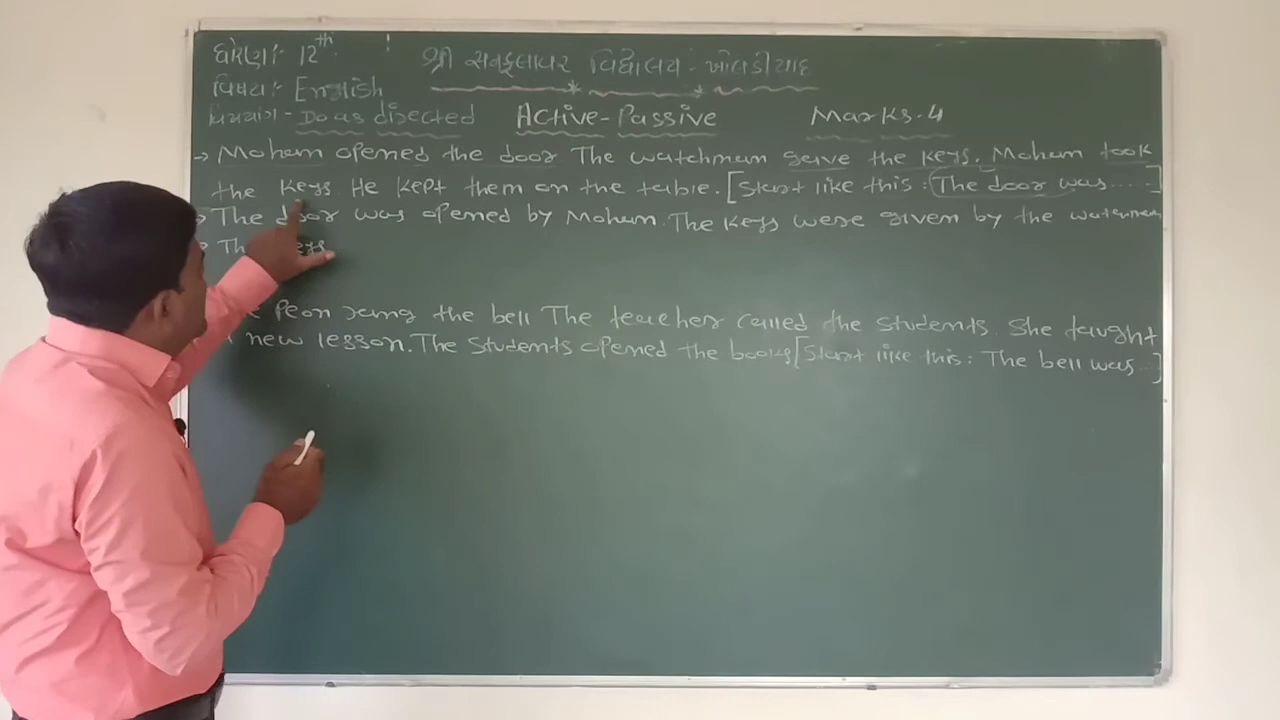 ધોરણ:- 12th
શ્રી સનફ્લાવર વિદ્યાલય:- ખોલડીયાદ
વિષય:- English
વિભાગ - Do as directed Active-Passive Marks-4
→ Mohan opened the door The watchman gave the keys. Mohan took
the keys. He kept them on the table. [Start like this: The door was.....]
→ The door was opened by Mohan. The keys were given by the watchman
The keys
Peon rang the bell The teacher called the students. She taught
new lesson. The students opened the books [Start like this: The bell was...]